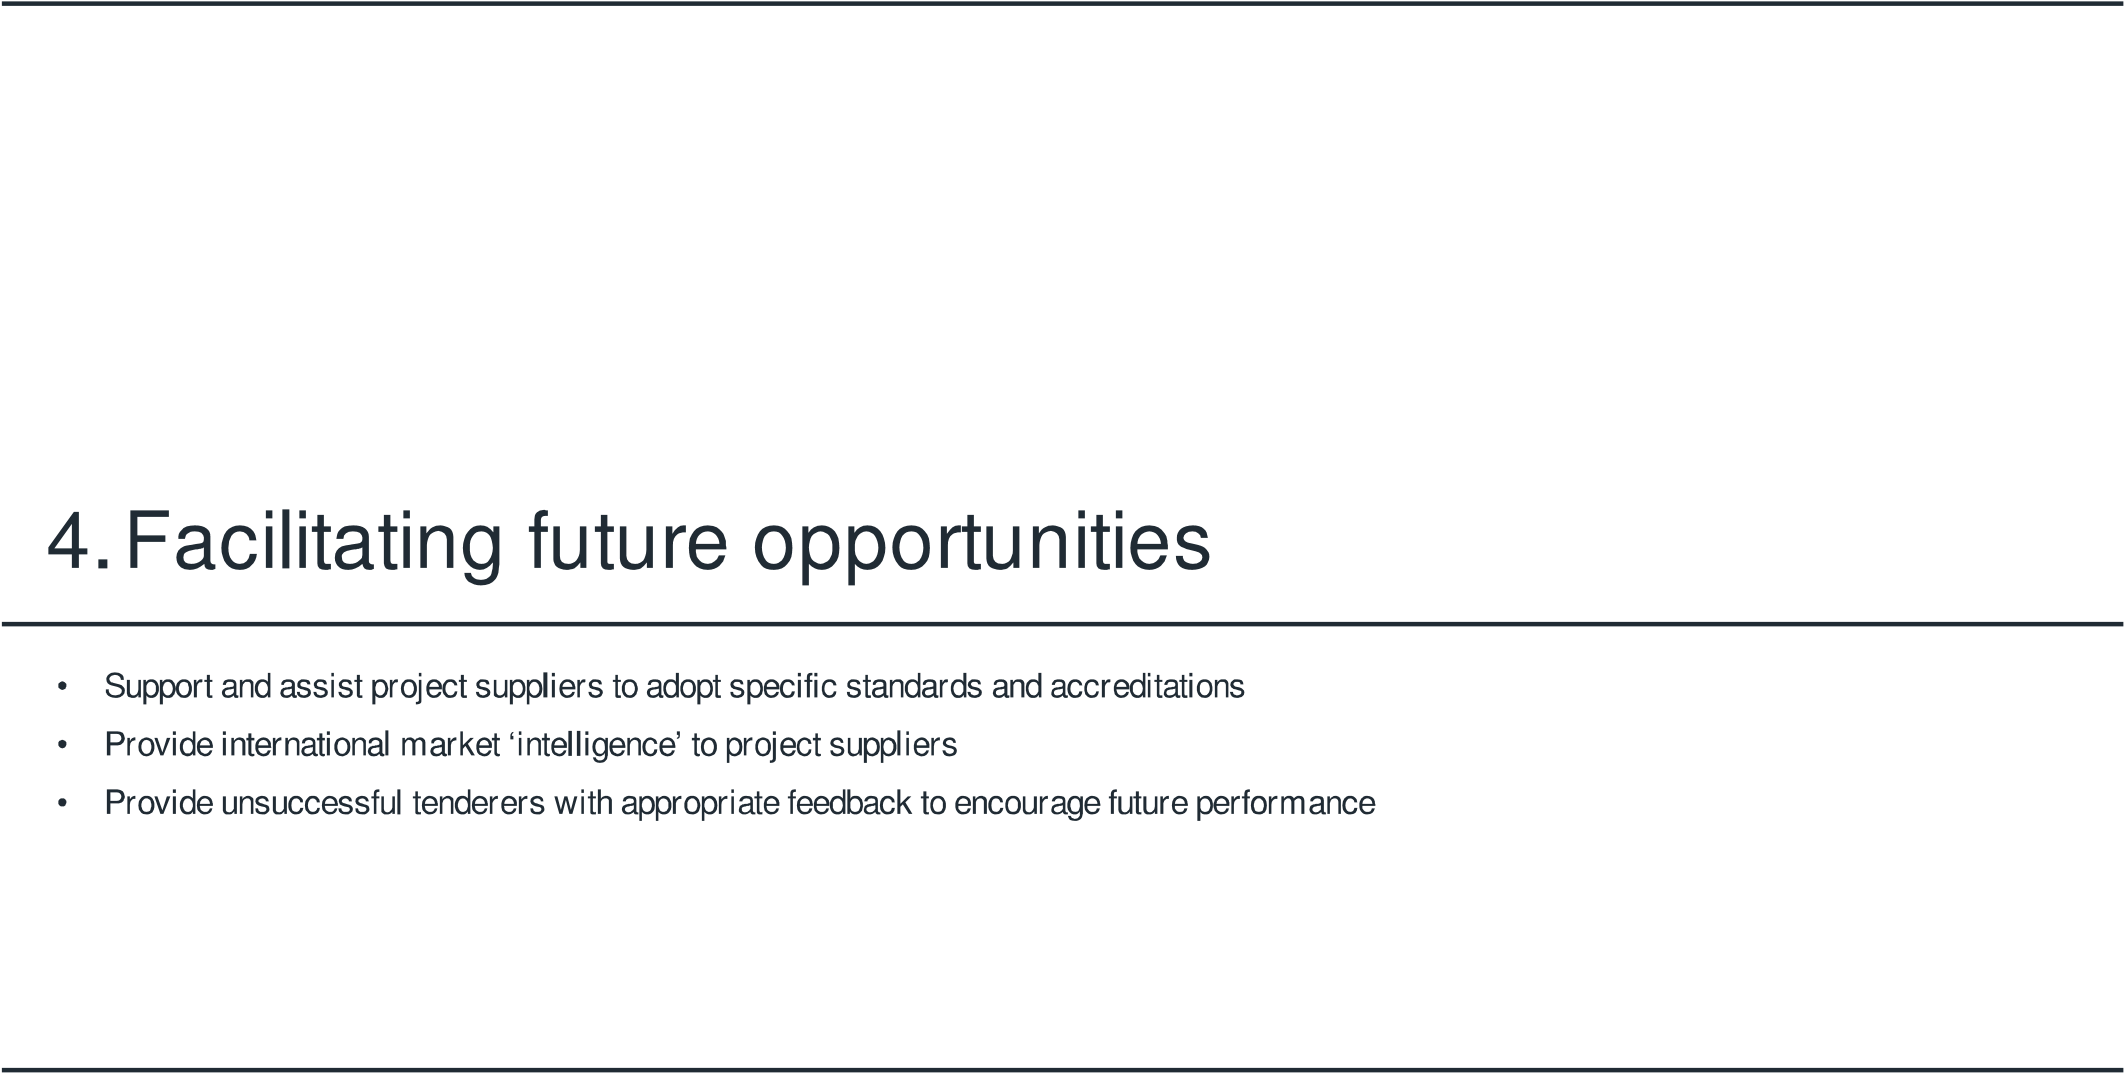 4. Facilitating future opportunities
• Support and assist project suppliers to adopt specific standards and accreditations
• Provide international market ‘intelligence’ to project suppliers
• Provide unsuccessful tenderers with appropriate feedback to encourage future performance